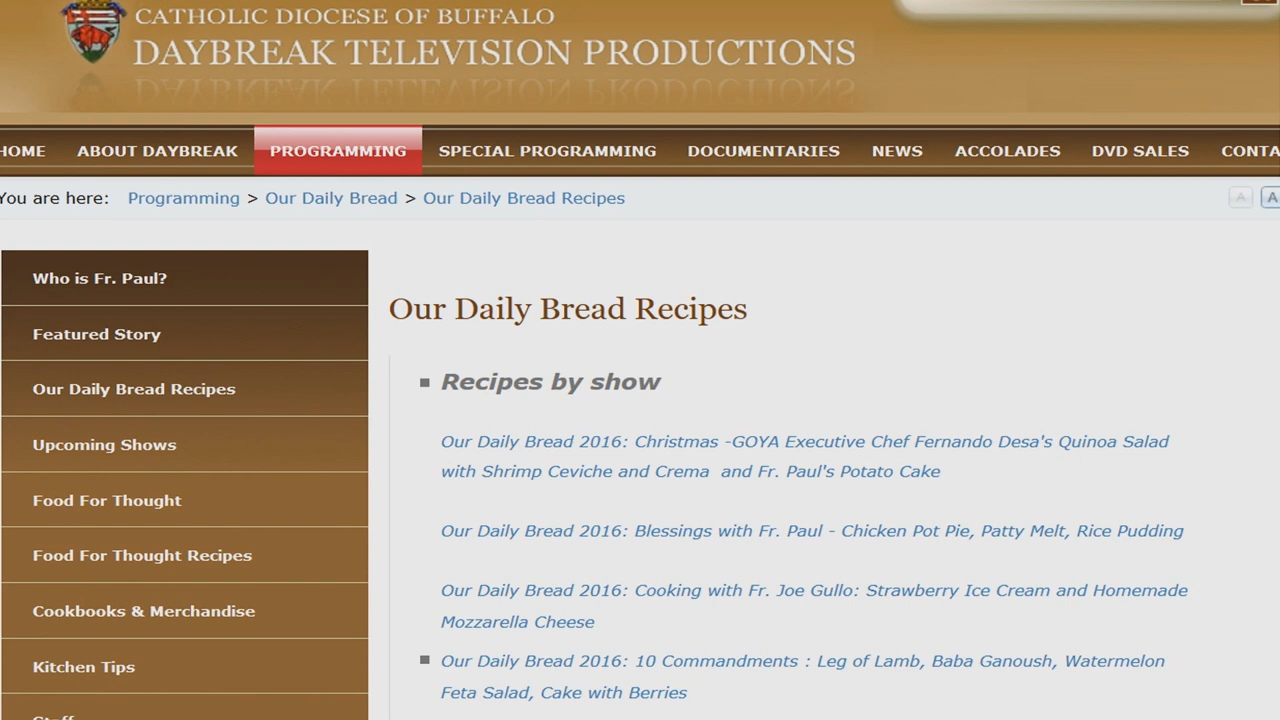 CATHOLIC DIOCESE OF BUFFALO
DAYBREAK TELEVISION PRODUCTIONS
HOME ABOUT DAYBREAK PROGRAMMING SPECIAL PROGRAMMING DOCUMENTARIES NEWS ACCOLADES DVD SALES CONTA
You are here: Programming > Our Daily Bread > Our Daily Bread Recipes
A A
Who is Fr. Paul?
Featured Story
Our Daily Bread Recipes
Upcoming Shows
Food For Thought
Food For Thought Recipes
Cookbooks & Merchandise
Kitchen Tips
Staff
Our Daily Bread Recipes
Recipes by show
Our Daily Bread 2016: Christmas -GOYA Executive Chef Fernando Desa's Quinoa Salad
with Shrimp Ceviche and Crema and Fr. Paul's Potato Cake
Our Daily Bread 2016: Blessings with Fr. Paul - Chicken Pot Pie, Patty Melt, Rice Pudding
Our Daily Bread 2016: Cooking with Fr. Joe Gullo: Strawberry Ice Cream and Homemade
Mozzarella Cheese
Our Daily Bread 2016: 10 Commandments : Leg of Lamb, Baba Ganoush, Watermelon
Feta Salad, Cake with Berries